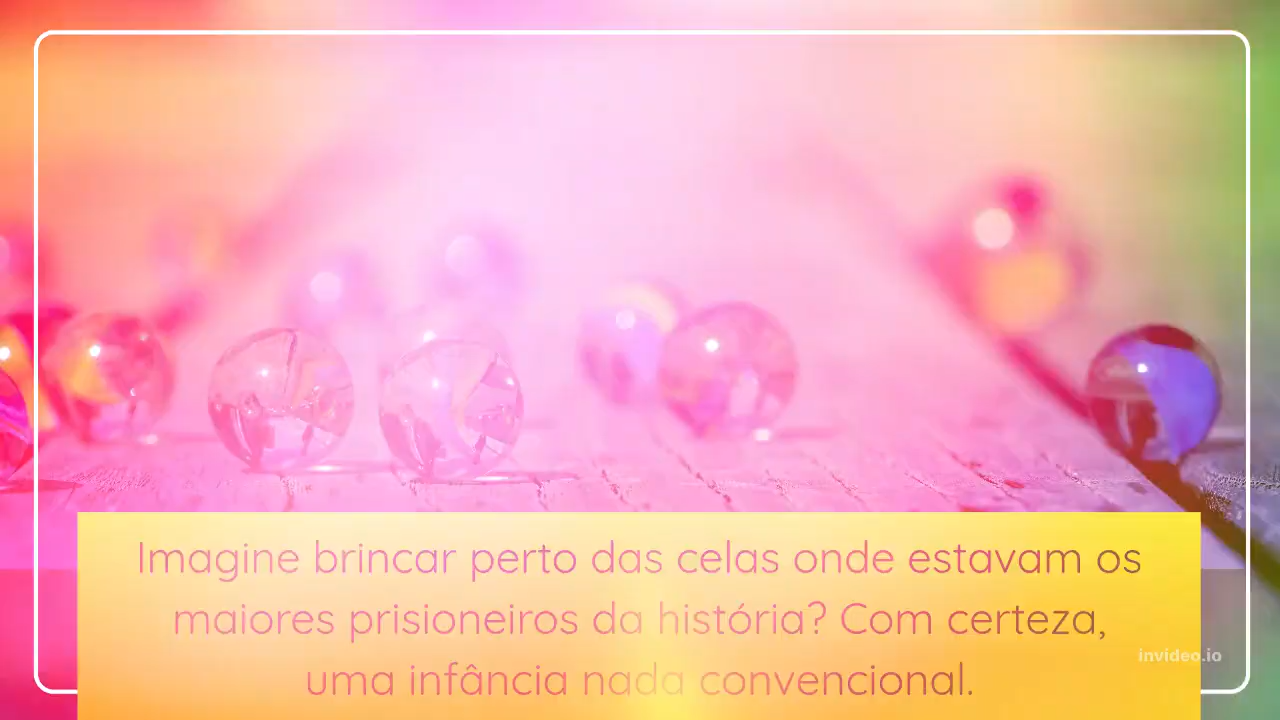 Imagine brincar perto das celas onde estavam os
maiores prisioneiros da história? Com certeza,
invideo.io
uma infância nada convencional.